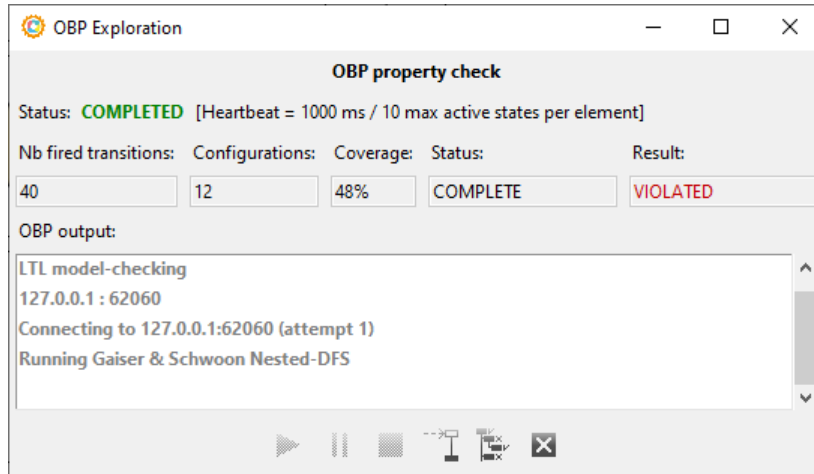 OBP Exploration
OBP property check
Status: COMPLETED [Heartbeat = 1000 ms / 10 max active states per element]
Nb fired transitions: Configurations: Coverage: Status: Result:
40 12 48% COMPLETE VIOLATED
OBP output:
LTL model-checking
127.0.0.1 : 62060
Connecting to 127.0.0.1:62060 (attempt 1)
Running Gaiser & Schwoon Nested-DFS